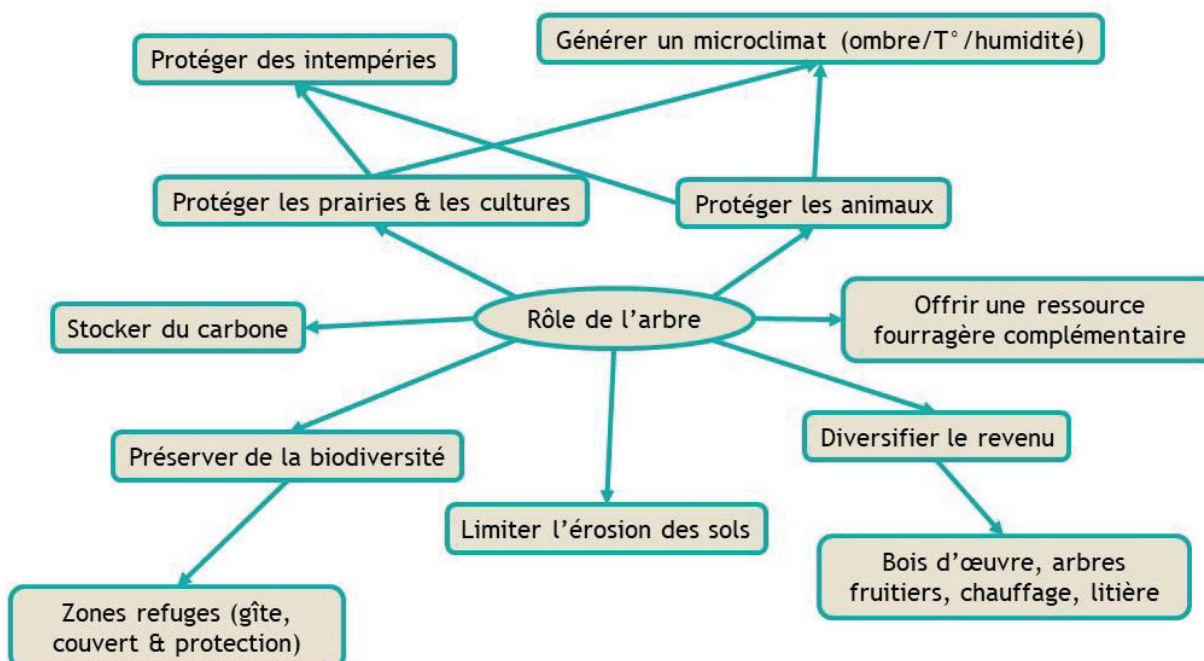 Générer un microclimat (ombre/T°/humidité)
Protéger des intempéries
Protéger les prairies & les cultures
Protéger les animaux
Stocker du carbone
Rôle de l'arbre
Offrir une ressource
fourragère complémentaire
Préserver de la biodiversité
Diversifier le revenu
Limiter l'érosion des sols
Bois d'œuvre, arbres
fruitiers, chauffage, litière
Zones refuges (gîte,
couvert & protection)